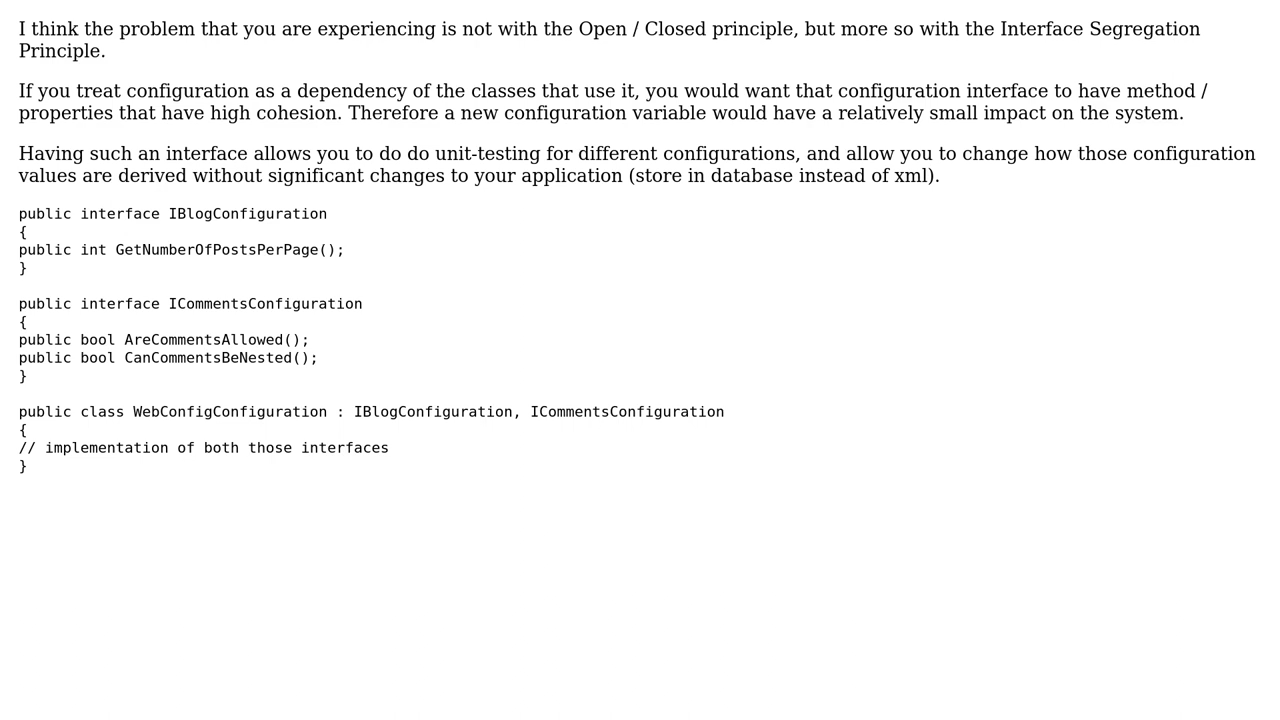 I think the problem that you are experiencing is not with the Open / Closed principle, but more so with the Interface Segregation
Principle.
If you treat configuration as a dependency of the classes that use it, you would want that configuration interface to have method /
properties that have high cohesion. Therefore a new configuration variable would have a relatively small impact on the system.
Having such an interface allows you to do do unit-testing for different configurations, and allow you to change how those configuration
values are derived without significant changes to your application (store in database instead of xml).
public interface IBlogConfiguration
{
public int GetNumberOfPostsPerPage();
}
public interface ICommentsConfiguration
{
public bool AreCommentsAllowed();
public bool CanCommentsBeNested();
}
public class WebConfigConfiguration : IBlogConfiguration, ICommentsConfiguration
{
// implementation of both those interfaces
}